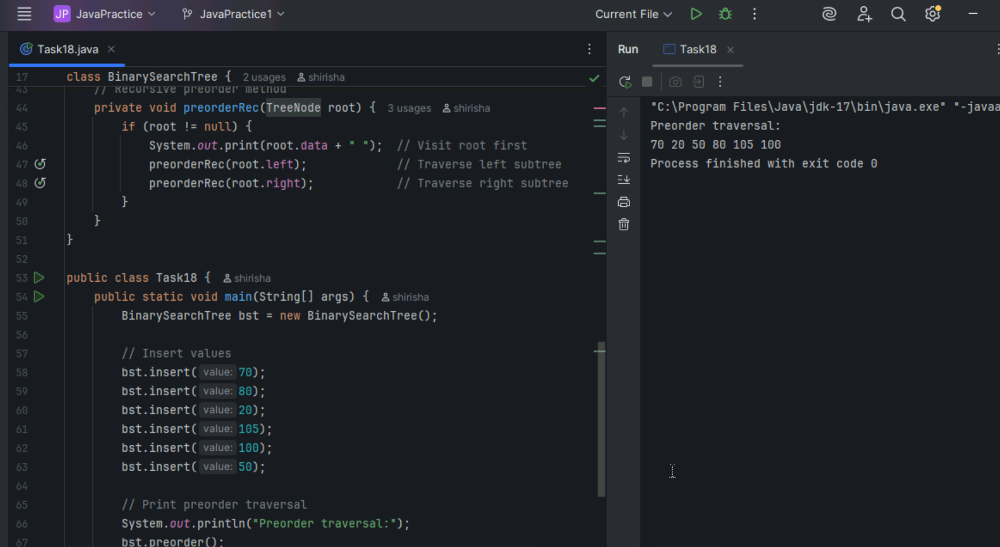 JP JavaPractice JavaPractice1 Current File
Task18.java
17 class BinarySearchTree { 2 usages shirisha
43 // Recursive preorder method
44 private void preorderRec(TreeNode root) { 3 usages shirisha
45 if (root != null) {
46 System.out.print(root.data + " "); // Visit root first
47 preorderRec(root.left); // Traverse left subtree
48 preorderRec(root.right); // Traverse right subtree
49 }
50 }
51 }
52
53 public class Task18 { shirisha
54 public static void main(String[] args) { shirisha
55 BinarySearchTree bst = new BinarySearchTree();
56
57 // Insert values
58 bst.insert( value: 70);
59 bst.insert( value: 80);
60 bst.insert( value: 20);
61 bst.insert( value: 105);
62 bst.insert( value: 100);
63 bst.insert( value: 50);
64
65 // Print preorder traversal
66 System.out.println("Preorder traversal:");
67 bst.preorder();
Run Task18
"C:\Program Files\Java\jdk-17\bin\java.exe" "-javaa
Preorder traversal:
70 20 50 80 105 100
Process finished with exit code 0